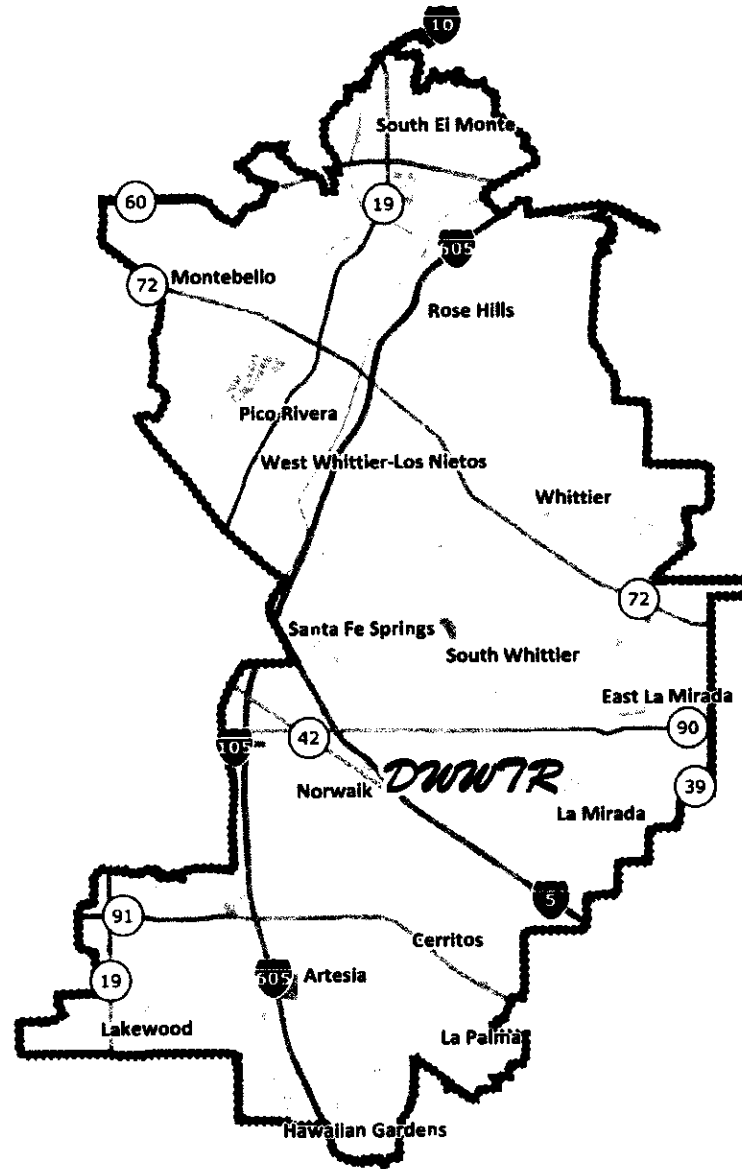 10
South El Monte
60
19
605
72
Montebello
Rose Hills
Pico Rivera
West Whittier-Los Nietos
Whittier
72
Santa Fe Springs
South Whittier
East La Mirada
105
42
90
DWWTR
Norwalk
39
La Mirada
5
91
Cerritos
19
605
Artesia
Lakewood
La Palma
Hawaiian Gardens